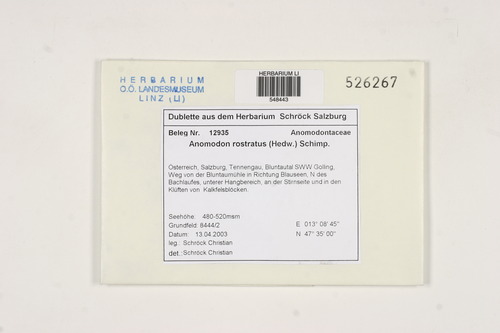 HERBARIUM
O.Ö. LANDESMUSEUM
LINZ (LI)
HERBARIUM LI
548443
526267
Dublette aus dem Herbarium Schröck Salzburg
Beleg Nr. 12935 Anomodontaceae
Anomodon rostratus (Hedw.) Schimp.
Österreich, Salzburg, Tennengau, Bluntautal SWW Golling,
Weg von der Bluntaumühle in Richtung Blauseen, N des
Bachlaufes, unterer Hangbereich, an der Stirnseite und in den
Klüften von Kalkfelsblöcken.
Seehöhe: 480-520msm
Grundfeld: 8444/2 E 013° 08' 45"
Datum: 13.04.2003 N 47° 35' 00"
leg.: Schröck Christian
det.: Schröck Christian